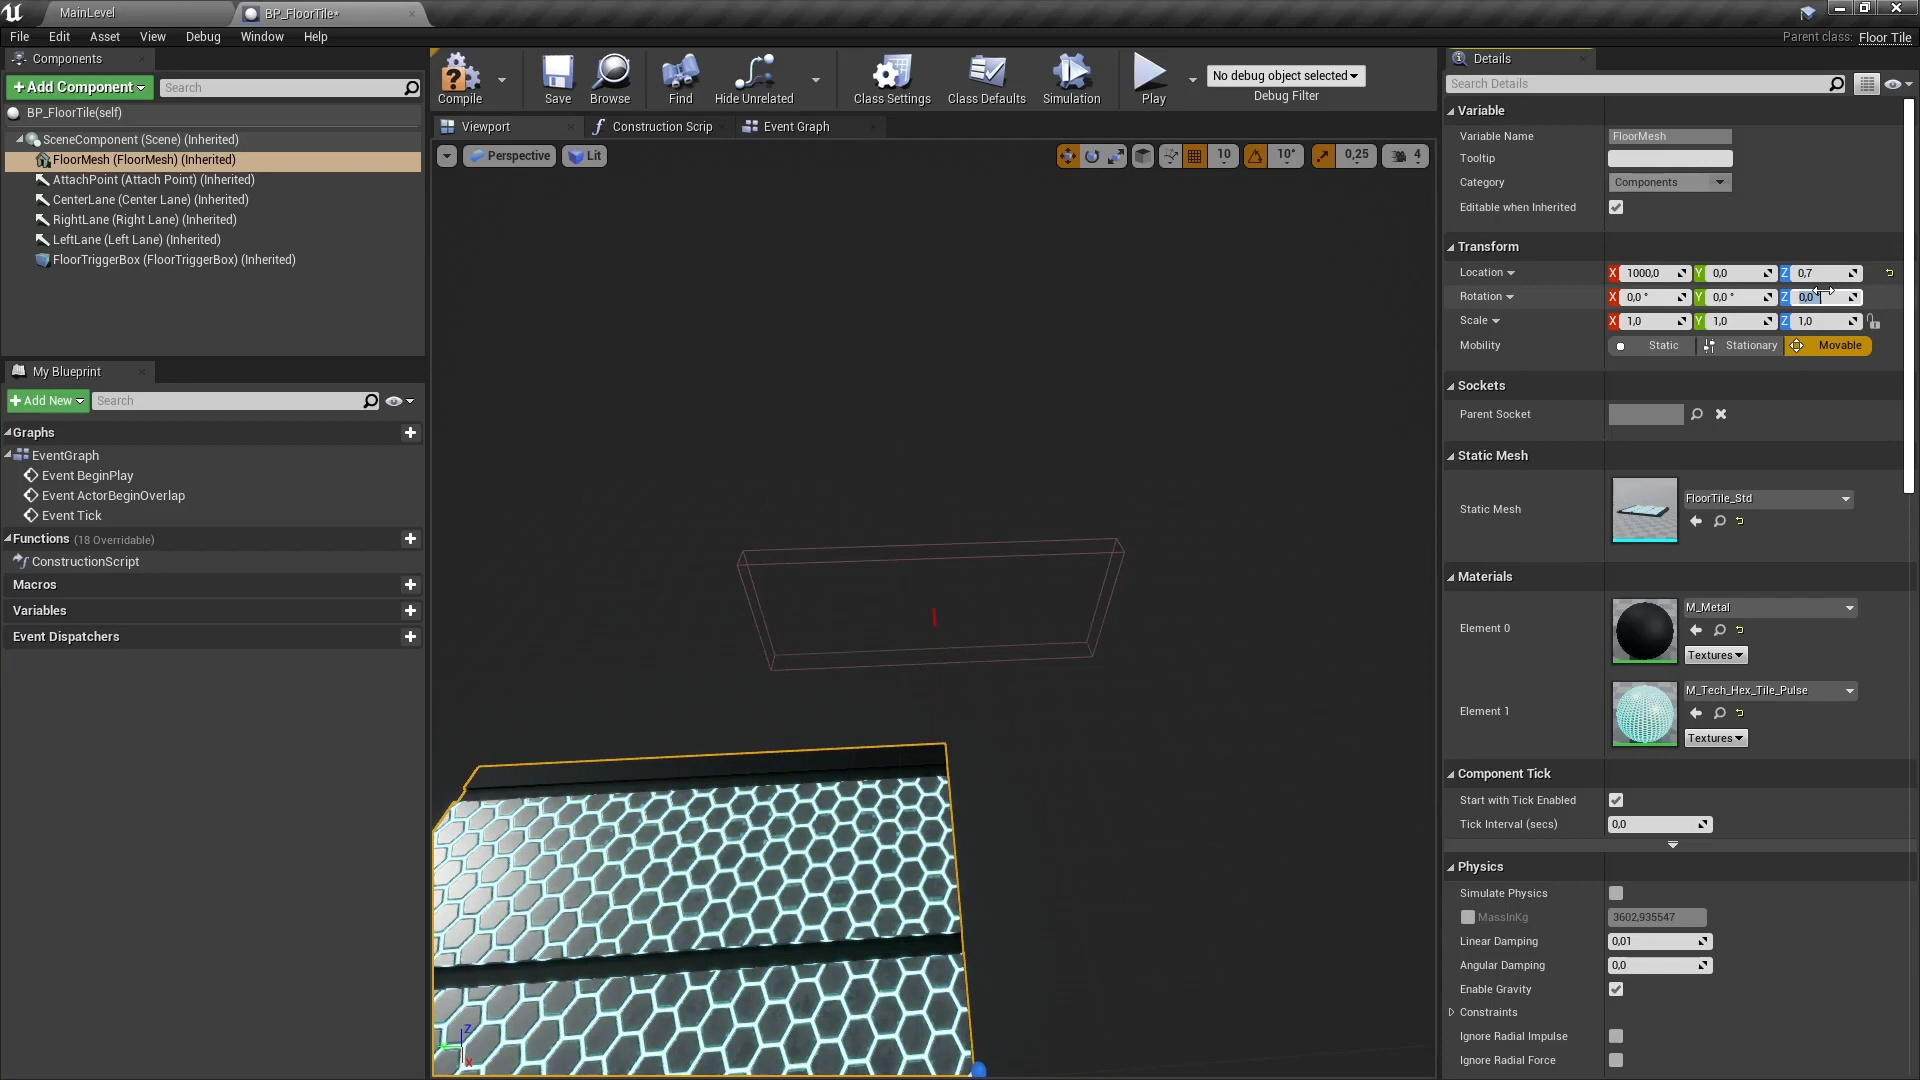 MainLevel
BP_FloorTile*
File Edit Asset View Debug Window Help
Parent class: Floor Tile
Components
+Add Component
Search
BP_FloorTile(self)
SceneComponent (Scene) (Inherited)
FloorMesh (FloorMesh) (Inherited)
AttachPoint (Attach Point) (Inherited)
CenterLane (Center Lane) (Inherited)
RightLane (Right Lane) (Inherited)
LeftLane (Left Lane) (Inherited)
FloorTriggerBox (FloorTriggerBox) (Inherited)
My Blueprint
+Add New
Search
Graphs
EventGraph
Event BeginPlay
Event ActorBeginOverlap
Event Tick
Functions (18 Overridable)
ConstructionScript
Macros
Variables
Event Dispatchers
Compile
Save
Browse
Find
Hide Unrelated
Class Settings
Class Defaults
Simulation
Play
No debug object selected
Debug Filter
Viewport
Construction Scrip
Event Graph
Perspective
Lit
10
10°
0,25
4
Z
X
Details
Search Details
Variable
Variable Name FloorMesh
Tooltip
Category Components
Editable when Inherited
Transform
Location X 1000,0 Y 0,0 Z 0,7
Rotation X 0,0 ° Y 0,0 ° Z 0,0
Scale X 1,0 Y 1,0 Z 1,0
Mobility Static Stationary Movable
Sockets
Parent Socket
Static Mesh
Static Mesh FloorTile_Std
Materials
Element 0 M_Metal
Textures
Element 1 M_Tech_Hex_Tile_Pulse
Textures
Component Tick
Start with Tick Enabled
Tick Interval (secs) 0,0
Physics
Simulate Physics
MassInKg 3602,935547
Linear Damping 0,01
Angular Damping 0,0
Enable Gravity
Constraints
Ignore Radial Impulse
Ignore Radial Force